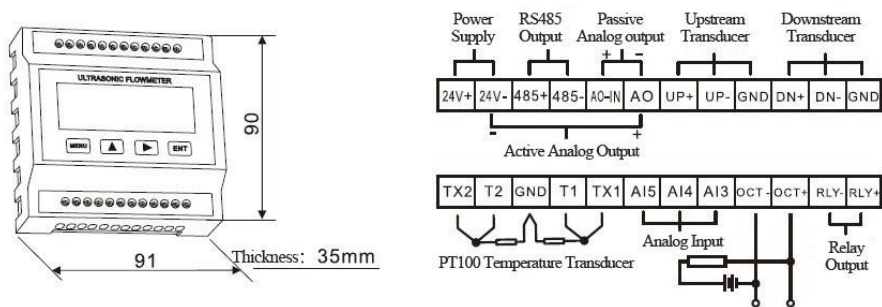 ULTRASONIC FLOWMETER
MENU ENT
90
91
Thickness: 35mm
Power Supply
RS485 Output
Passive Analog output
Upstream Transducer
Downstream Transducer
+ −
24V+ 24V- 485+ 485- AO-IN AO UP+ UP- GND DN+ DN- GND
- +
Active Analog Output
TX2 T2 GND T1 TX1 AI5 AI4 AI3 OCT- OCT+ RLY- RLY+
PT100 Temperature Transducer
Analog Input
Relay Output